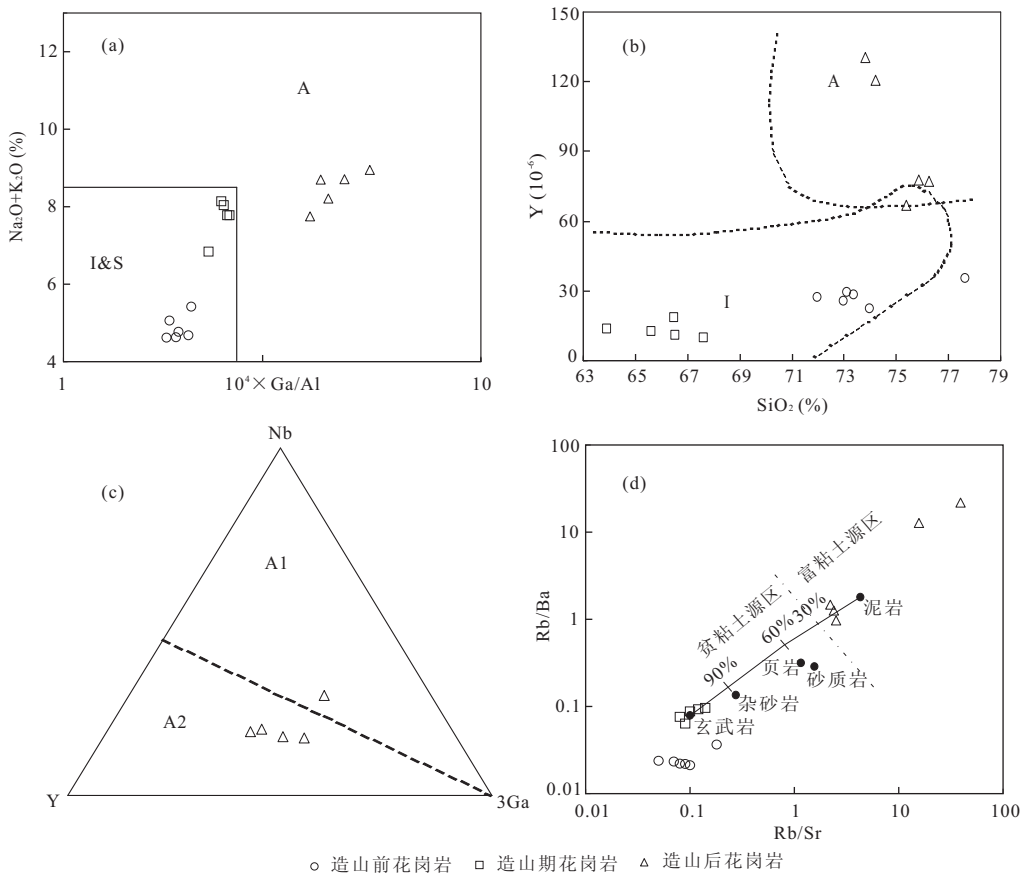 (a)
12
10
8
6
4
Na₂O+K₂O (%)
A
I&S
1
10⁴× Ga/Al
10
(b)
150
120
90
60
30
0
Y (10⁻⁶)
A
I
63
65
67
69
71
73
75
77
79
SiO₂ (%)
(c)
Nb
A1
A2
Y
3Ga
(d)
100
10
1
0.1
0.01
Rb/Ba
贫粘土源区
富粘土源区
90%
60%
30%
泥岩
页岩
砂质岩
杂砂岩
玄武岩
0.01
0.1
1
10
100
Rb/Sr
○ 造山前花岗岩 □ 造山期花岗岩 △ 造山后花岗岩